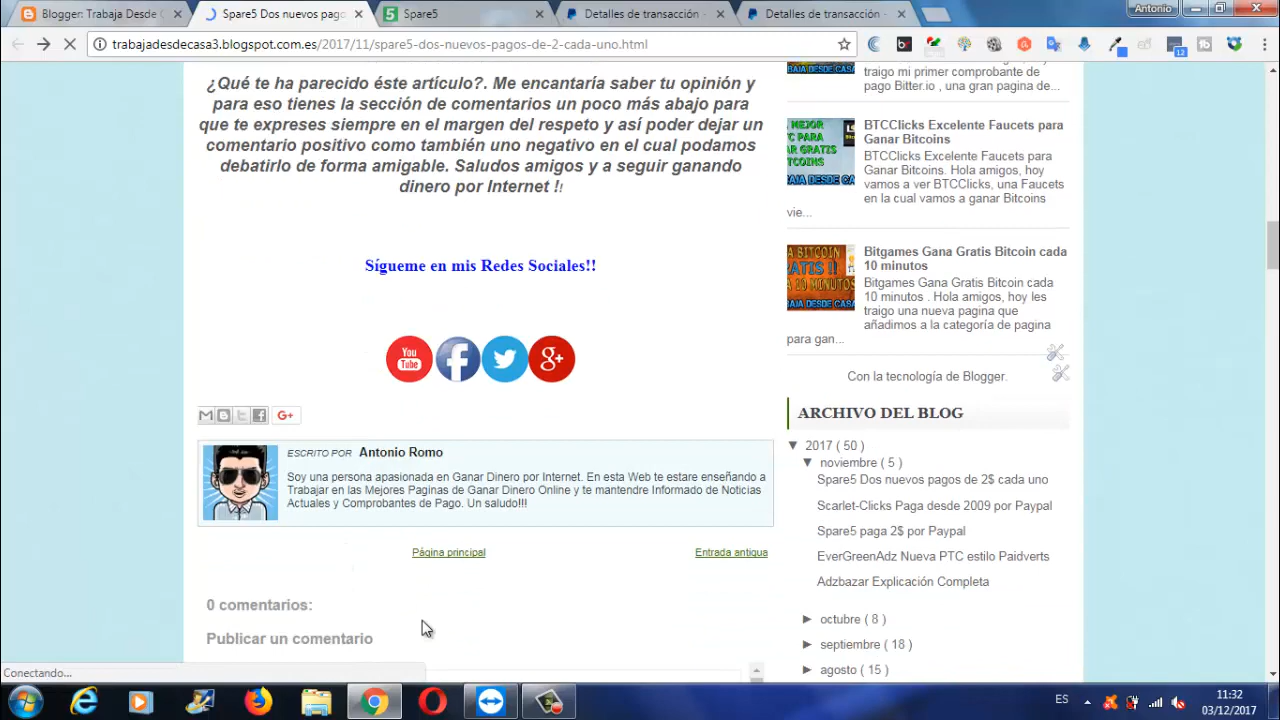 Blogger: Trabaja Desde C
Spare5 Dos nuevos pago
Spare5
Detalles de transacción -
Detalles de transacción -
Antonio
trabajadesdecasa3.blogspot.com.es/2017/11/spare5-dos-nuevos-pagos-de-2-cada-uno.html
12
¿Qué te ha parecido este artículo?. Me encantaría saber tu opinión y
para eso tienes la sección de comentarios un poco más abajo para
que te expreses siempre en el margen del respeto y así poder dejar un
comentario positivo como también uno negativo en el cual podamos
debatirlo de forma amigable. Saludos amigos y a seguir ganando
dinero por Internet !!
Sígueme en mis Redes Sociales!!
You
Tube
ESCRITO POR Antonio Romo
Soy una persona apasionada en Ganar Dinero por Internet. En esta Web te estare enseñando a
Trabajar en las Mejores Paginas de Ganar Dinero Online y te mantendre Informado de Noticias
Actuales y Comprobantes de Pago. Un saludo!!!
Página principal
Entrada antigua
0 comentarios:
Publicar un comentario
traigo mi primer comprobante de
pago Bitter.io , una gran pagina de...
BTCClicks Excelente Faucets para
Ganar Bitcoins
BTCClicks Excelente Faucets para
Ganar Bitcoins. Hola amigos, hoy
vamos a ver BTCClicks, una Faucets
en la cual vamos a ganar Bitcoins
vie...
Bitgames Gana Gratis Bitcoin cada
10 minutos
Bitgames Gana Gratis Bitcoin cada
10 minutos . Hola amigos, hoy les
traigo una nueva pagina que
añadimos a la categoría de pagina
para gan...
Con la tecnología de Blogger.
ARCHIVO DEL BLOG
▼ 2017 ( 50 )
▼ noviembre ( 5 )
Spare5 Dos nuevos pagos de 2$ cada uno
Scarlet-Clicks Paga desde 2009 por Paypal
Spare5 paga 2$ por Paypal
EverGreenAdz Nueva PTC estilo Paidverts
Adzbazar Explicación Completa
► octubre ( 8 )
► septiembre ( 18 )
► agosto ( 15 )
Conectando...
ES
11:32
03/12/2017